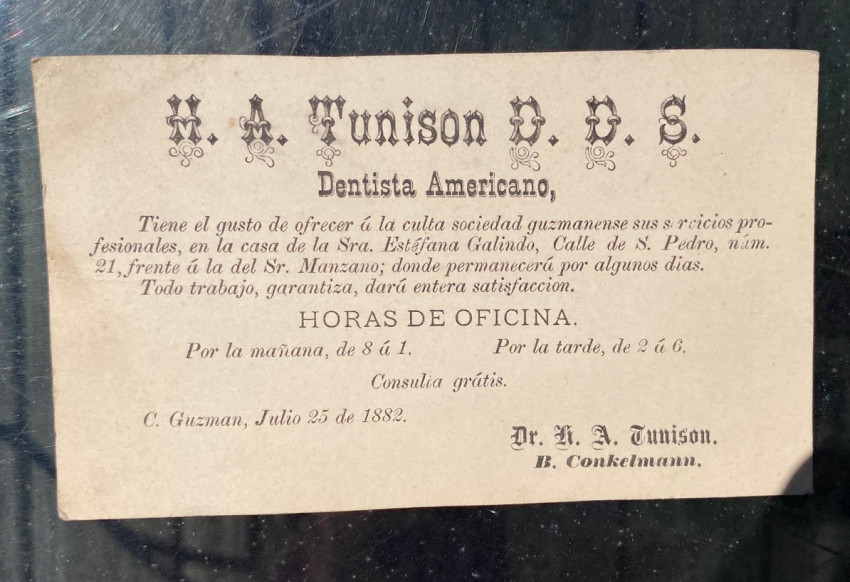 H. A. Tunison D. D. S.
Dentista Americano,
Tiene el gusto de ofrecer á la culta sociedad guzmanense sus servicios pro-
fesionales, en la casa de la Sra. Estéfana Galindo, Calle de S. Pedro, núm.
21, frente á la del Sr. Manzano; donde permanecerá por algunos dias.
Todo trabajo, garantiza, dará entera satisfaccion.
HORAS DE OFICINA.
Por la mañana, de 8 á 1. Por la tarde, de 2 á 6.
Consulta grátis.
C. Guzman, Julio 25 de 1882.
Dr. H. A. Tunison.
B. Conkelmann.